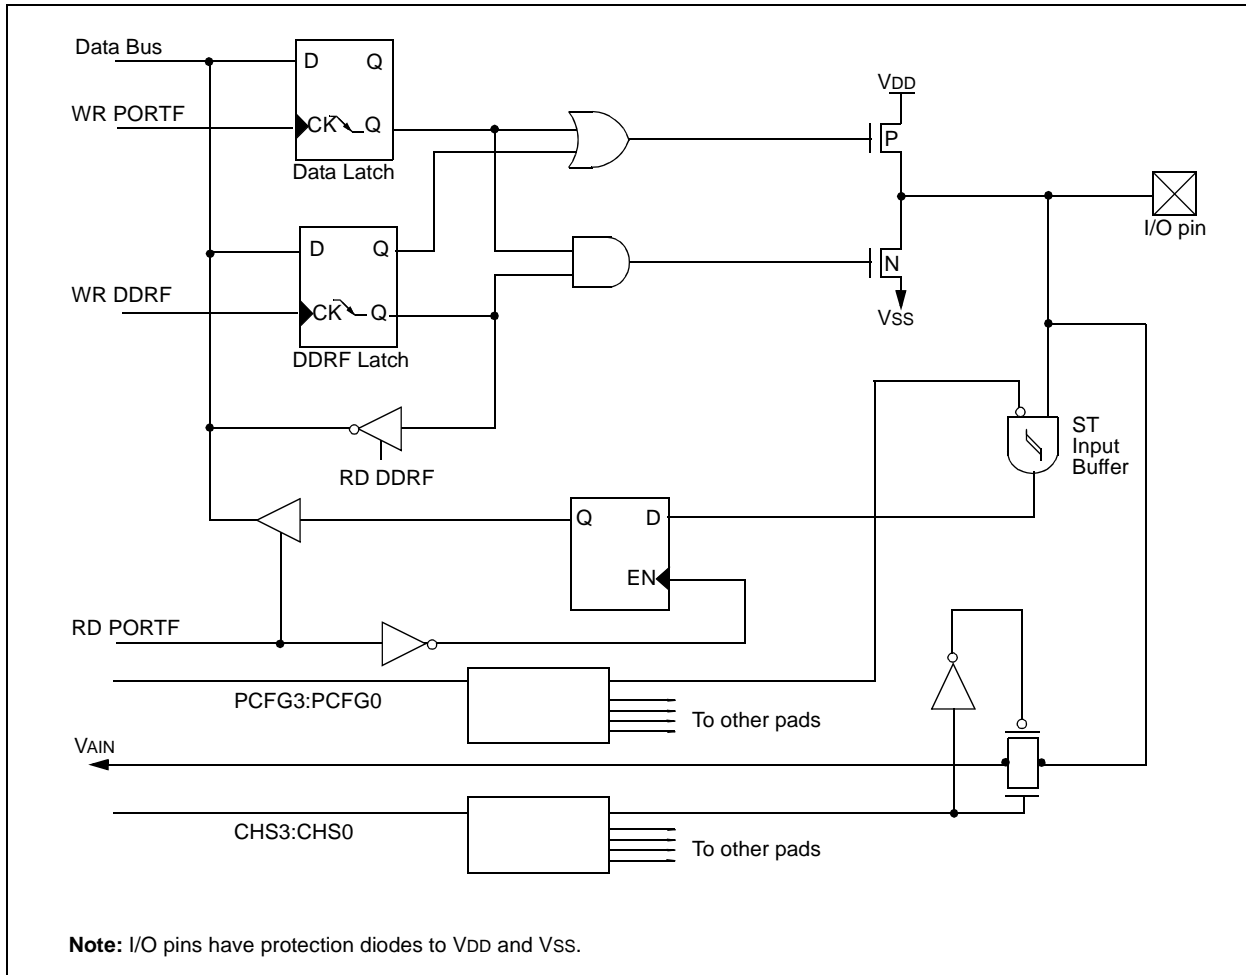 Data Bus
D Q
VDD
WR PORTF
CK Q
P
Data Latch
I/O pin
D Q
N
WR DDRF
CK Q
VSS
DDRF Latch
ST
Input
Buffer
RD DDRF
Q D
EN
RD PORTF
PCFG3:PCFG0
To other pads
VAIN
CHS3:CHS0
To other pads
Note: I/O pins have protection diodes to VDD and VSS.